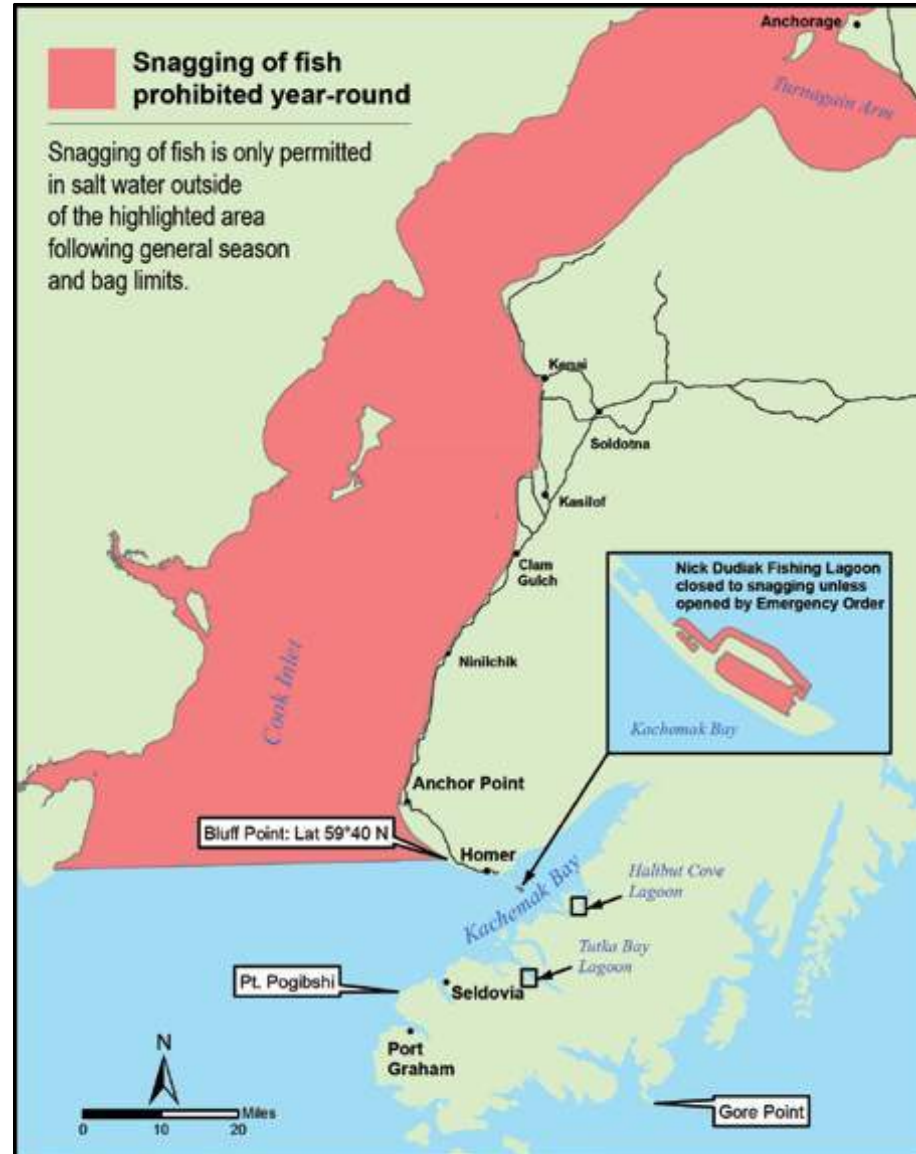 Anchorage
Snagging of fish
prohibited year-round
Turnagain Arm
Snagging of fish is only permitted
in salt water outside
of the highlighted area
following general season
and bag limits.
Kenai
Soldotna
Kasilof
Clam
Gulch
Nick Dudiak Fishing Lagoon
closed to snagging unless
opened by Emergency Order
Kachemak Bay
Ninilchik
Cook Inlet
Anchor Point
Bluff Point: Lat 59°40 N
Homer
Kachemak Bay
Halibut Cove
Lagoon
Tutka Bay
Lagoon
Pt. Pogibshi
Seldovia
Port
Graham
N
Miles
0 10 20
Gore Point